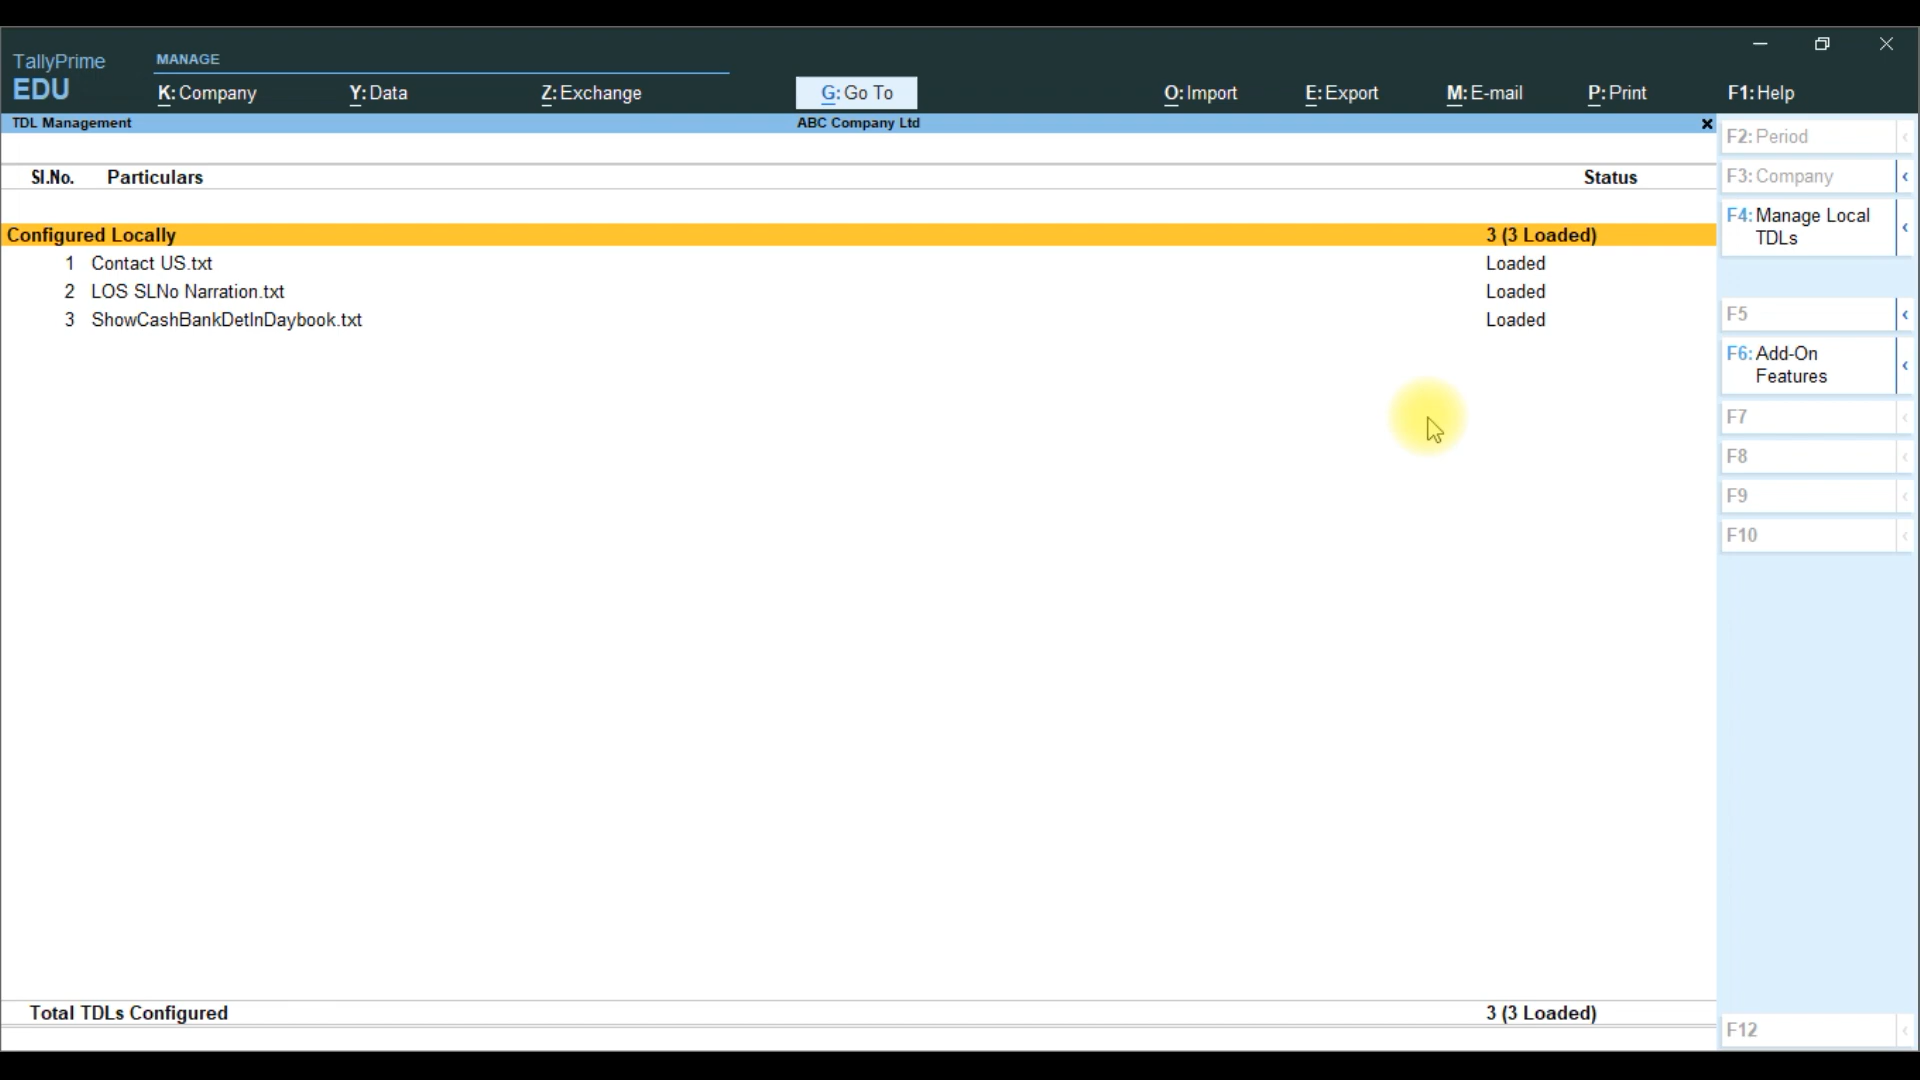 TallyPrime
EDU
MANAGE
K: Company
Y: Data
Z: Exchange
G: Go To
O: Import
E: Export
M: E-mail
P: Print
F1: Help
TDL Management
ABC Company Ltd
Sl.No. Particulars Status
Configured Locally 3 (3 Loaded)
1 Contact US.txt Loaded
2 LOS SLNo Narration.txt Loaded
3 ShowCashBankDetInDaybook.txt Loaded
Total TDLs Configured 3 (3 Loaded)
F2: Period
F3: Company
F4: Manage Local
TDLs
F5
F6: Add-On
Features
F7
F8
F9
F10
F12